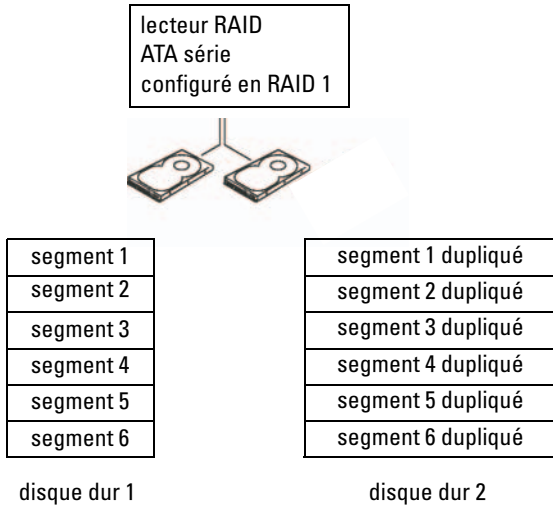 lecteur RAID
ATA série
configuré en RAID 1
segment 1
segment 2
segment 3
segment 4
segment 5
segment 6
disque dur 1
segment 1 dupliqué
segment 2 dupliqué
segment 3 dupliqué
segment 4 dupliqué
segment 5 dupliqué
segment 6 dupliqué
disque dur 2